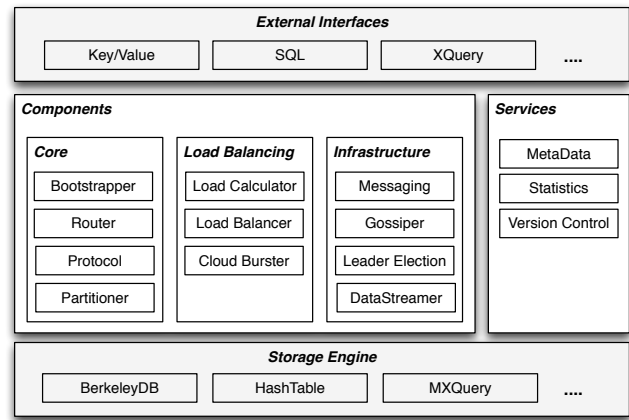 External Interfaces
Key/Value SQL XQuery ....
Components
Core
Bootstrapper
Router
Protocol
Partitioner
Load Balancing
Load Calculator
Load Balancer
Cloud Burster
Infrastructure
Messaging
Gossiper
Leader Election
DataStreamer
Services
MetaData
Statistics
Version Control
Storage Engine
BerkeleyDB HashTable MXQuery ....